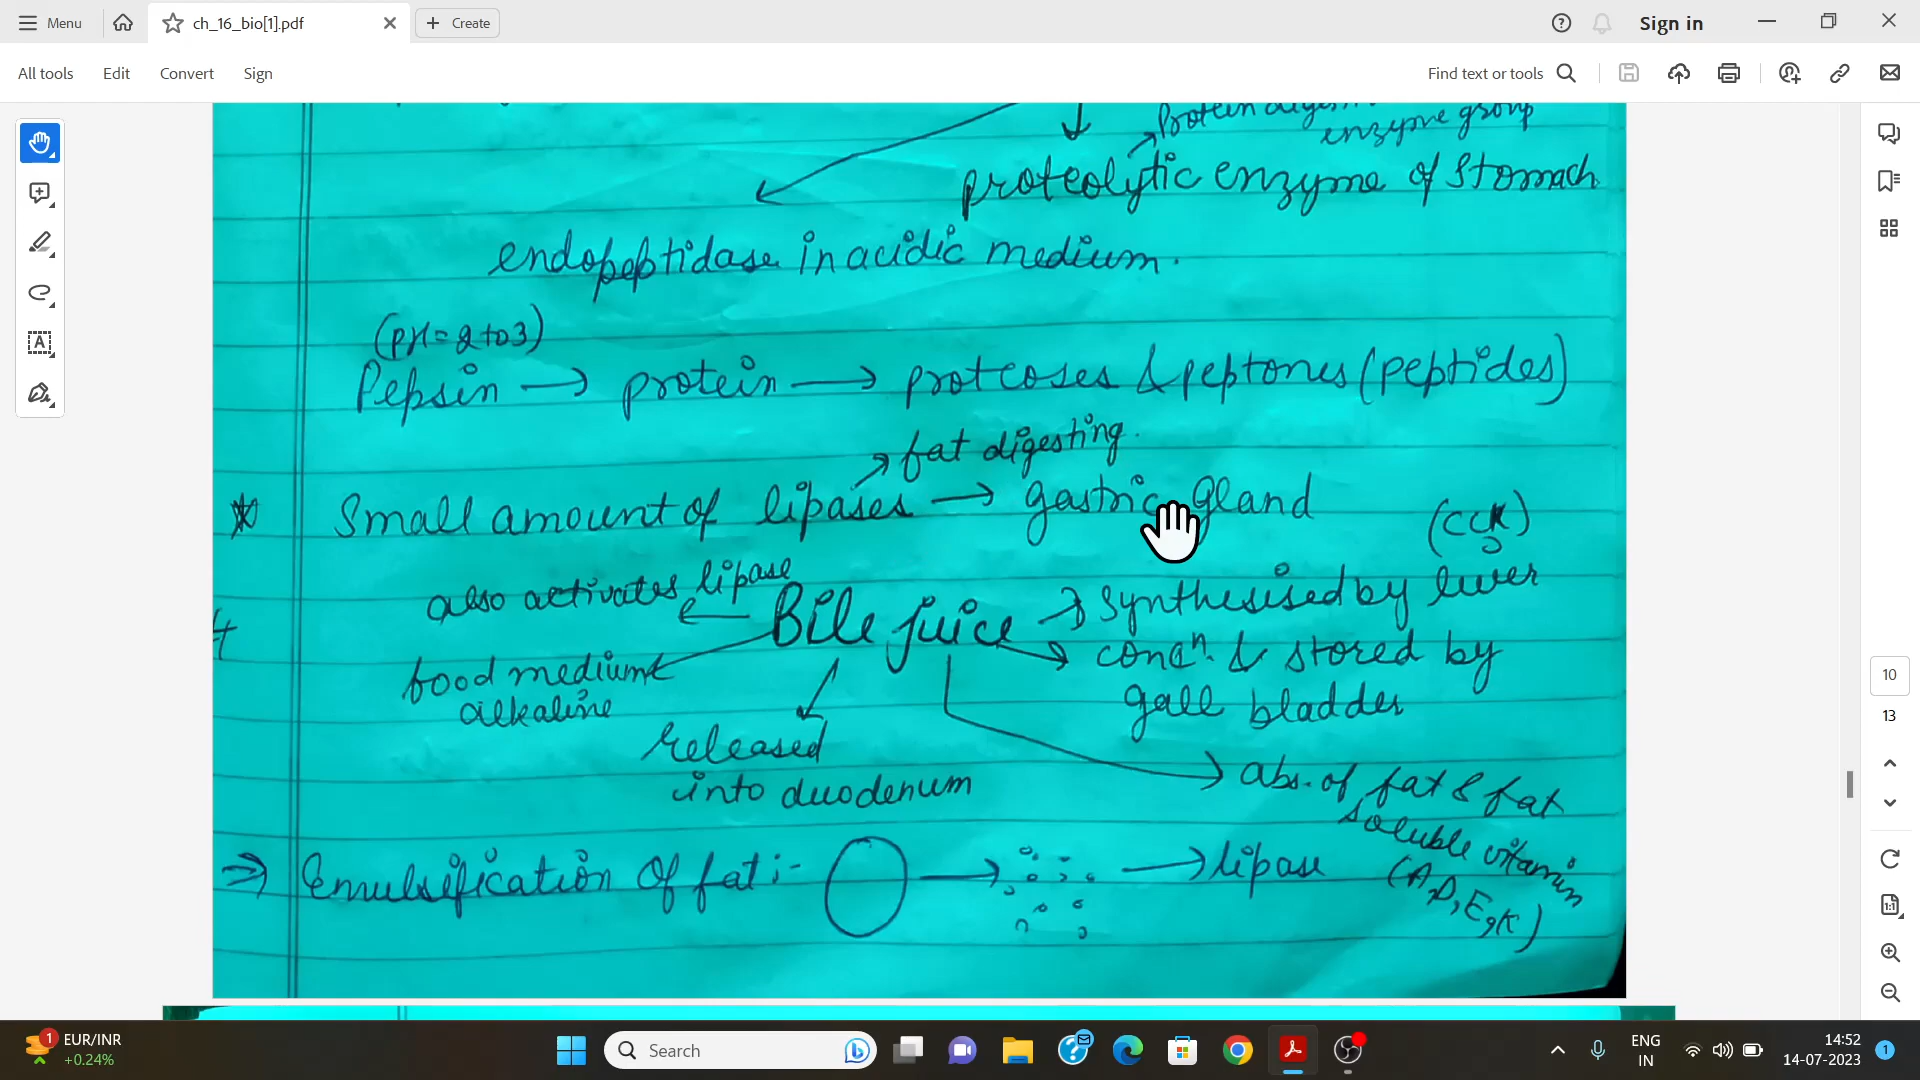 Menu
ch_16_bio[1].pdf
Create
Sign in
All tools
Edit
Convert
Sign
Find text or tools
enzyme group
proteolytic enzyme of Stomach
endopeptidase in acidic medium.
(pH = 2 to 3)
Pepsin → protein → proteoses & peptones (peptides)
fat digesting.
Small amount of lipases → gastric gland
(CCK)
also activates lipase
Bile juice → Synthesised by liver
concn. & stored by
gall bladder
food medium
alkaline
released
into duodenum
abs. of fat & fat
soluble vitamin
(A, D, E, K)
⇒ Emulsification Of fat :- → → lipase
10
13
1
EUR/INR
+0.24%
Search
ENG
IN
14:52
14-07-2023
1